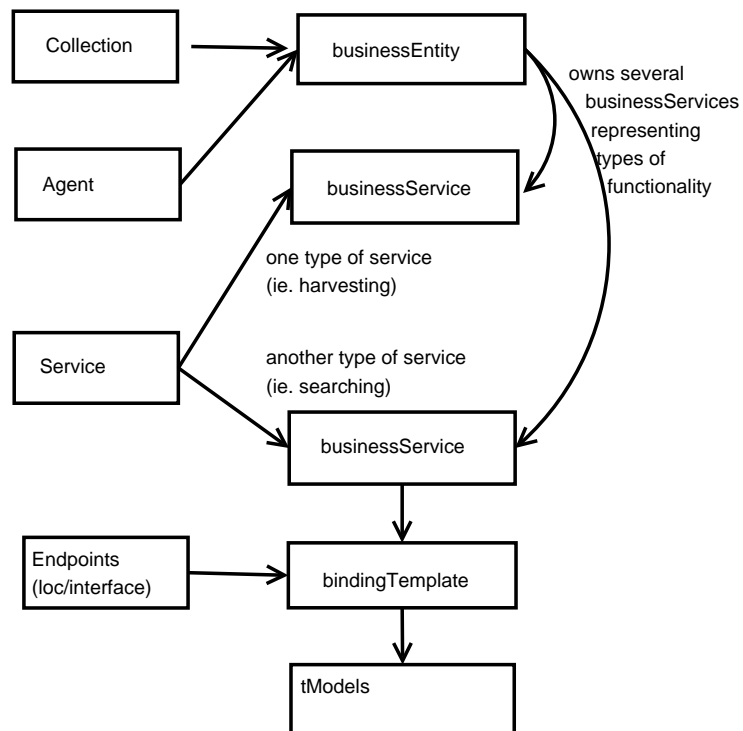 Collection
businessEntity
owns several
businessServices
representing
types of
functionality
Agent
businessService
one type of service
(ie. harvesting)
Service
another type of service
(ie. searching)
businessService
Endpoints
(loc/interface)
bindingTemplate
tModels